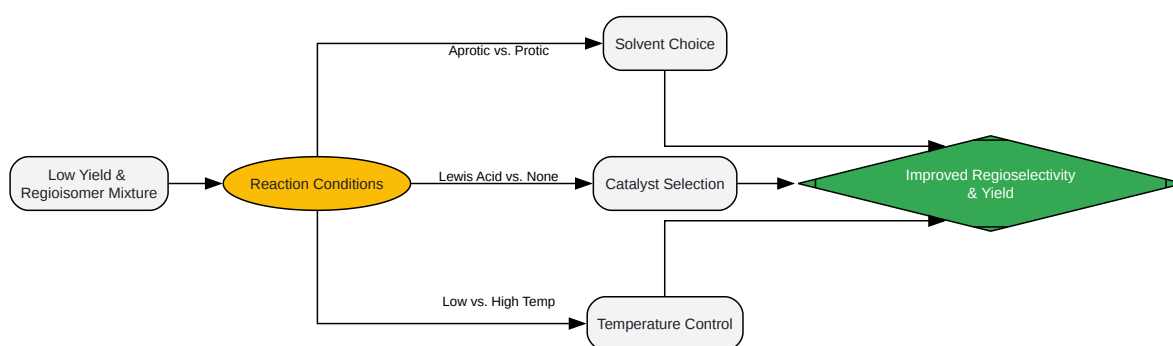 Low Yield &
Regioisomer Mixture
Reaction Conditions
Aprotic vs. Protic
Solvent Choice
Lewis Acid vs. None
Catalyst Selection
Low vs. High Temp
Temperature Control
Improved Regioselectivity
& Yield